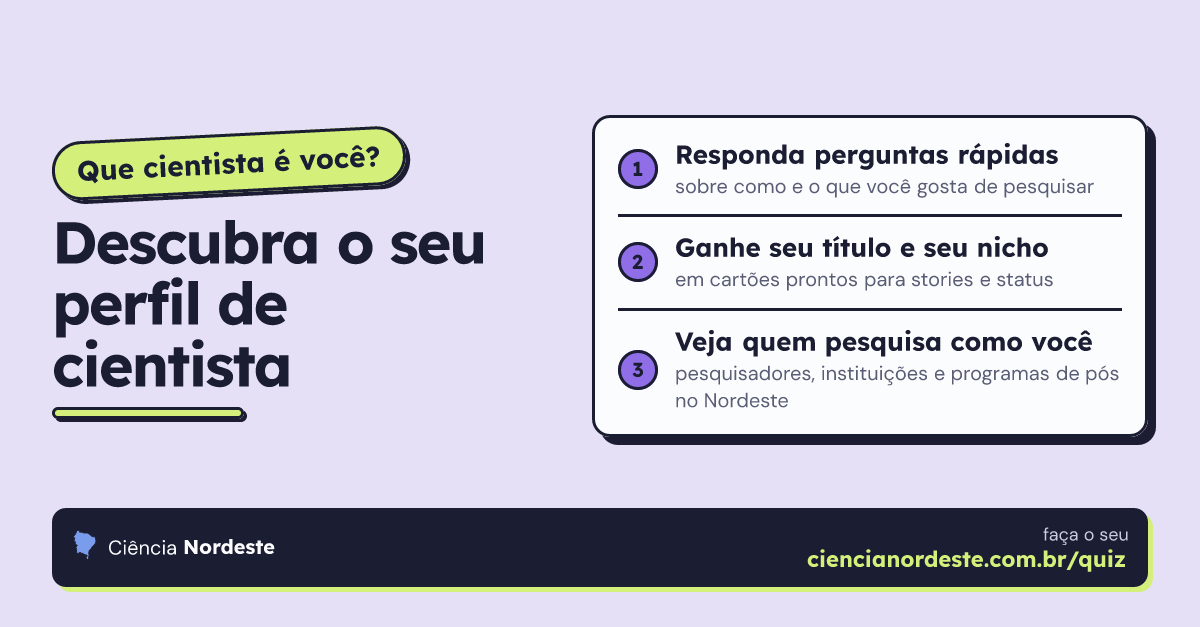 Que cientista é você?
Descubra o seu
perfil de
cientista
1
Responda perguntas rápidas
sobre como e o que você gosta de pesquisar
2
Ganhe seu título e seu nicho
em cartões prontos para stories e status
3
Veja quem pesquisa como você
pesquisadores, instituições e programas de pós
no Nordeste
Ciência Nordeste
faça o seu
ciencianordeste.com.br/quiz